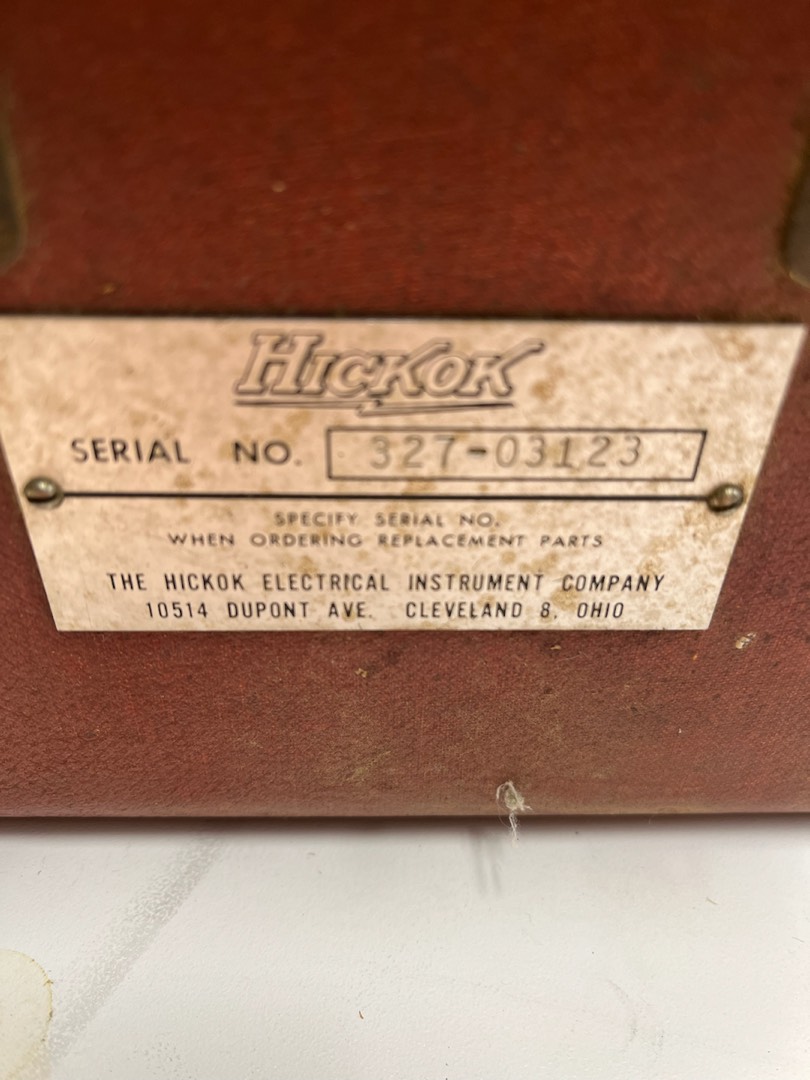 HICKOK
SERIAL NO. 327-03123
SPECIFY SERIAL NO.
WHEN ORDERING REPLACEMENT PARTS
THE HICKOK ELECTRICAL INSTRUMENT COMPANY
10514 DUPONT AVE. CLEVELAND 8, OHIO